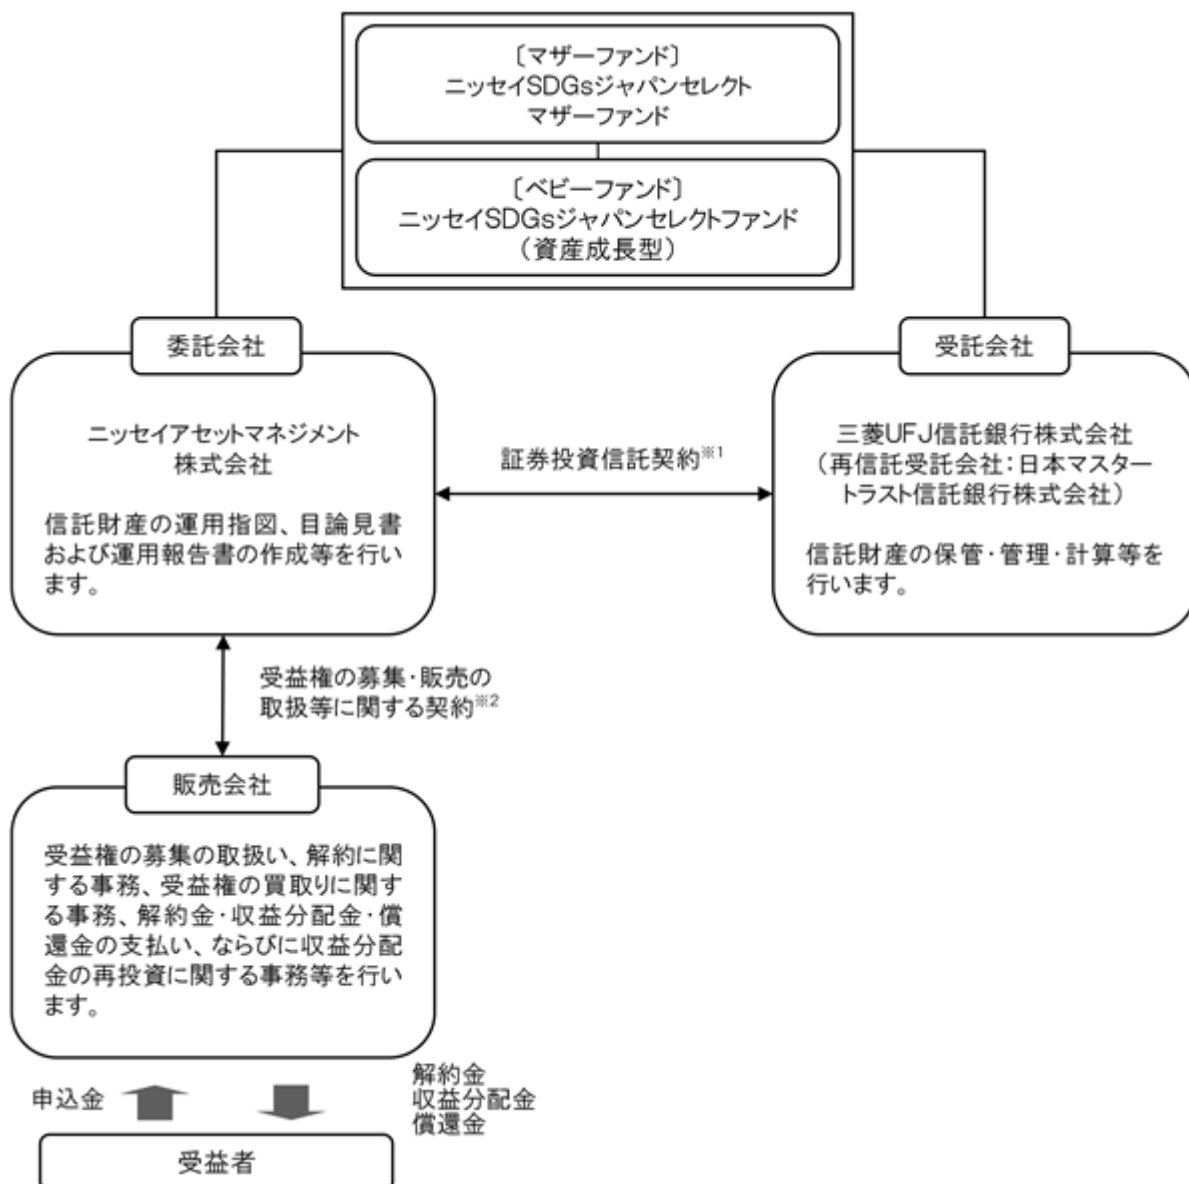 〔マザーファンド〕
ニッセイSDGsジャパンセレクト
マザーファンド
〔ベビーファンド〕
ニッセイSDGsジャパンセレクトファンド
（資産成長型）
委託会社
ニッセイアセットマネジメント
株式会社
信託財産の運用指図、目論見書
および運用報告書の作成等を行い
ます。
証券投資信託契約※1
受託会社
三菱UFJ信託銀行株式会社
（再信託受託会社：日本マスター
トラスト信託銀行株式会社）
信託財産の保管・管理・計算等を
行います。
受益権の募集・販売の
取扱等に関する契約※2
販売会社
受益権の募集の取扱い、解約に関
する事務、受益権の買取りに関す
る事務、解約金・収益分配金・償
還金の支払い、ならびに収益分配
金の再投資に関する事務等を行い
ます。
申込金
解約金
収益分配金
償還金
受益者